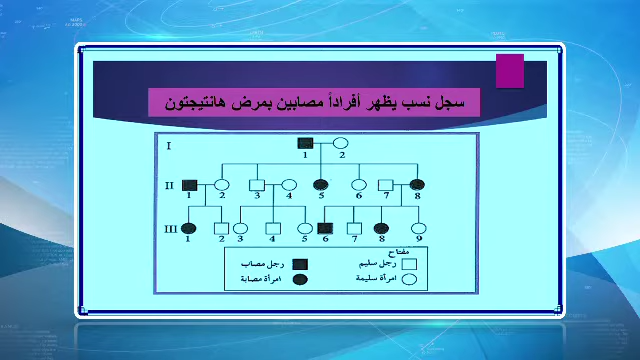 سجل نسب يظهر أفراداً مصابين بمرض هانتيجتون
I
1 2
II
1 2 3 4 5 6 7 8
III
1 2 3 4 5 6 7 8 9
مفتاح
رجل سليم رجل مصاب
امرأة سليمة امرأة مصابة